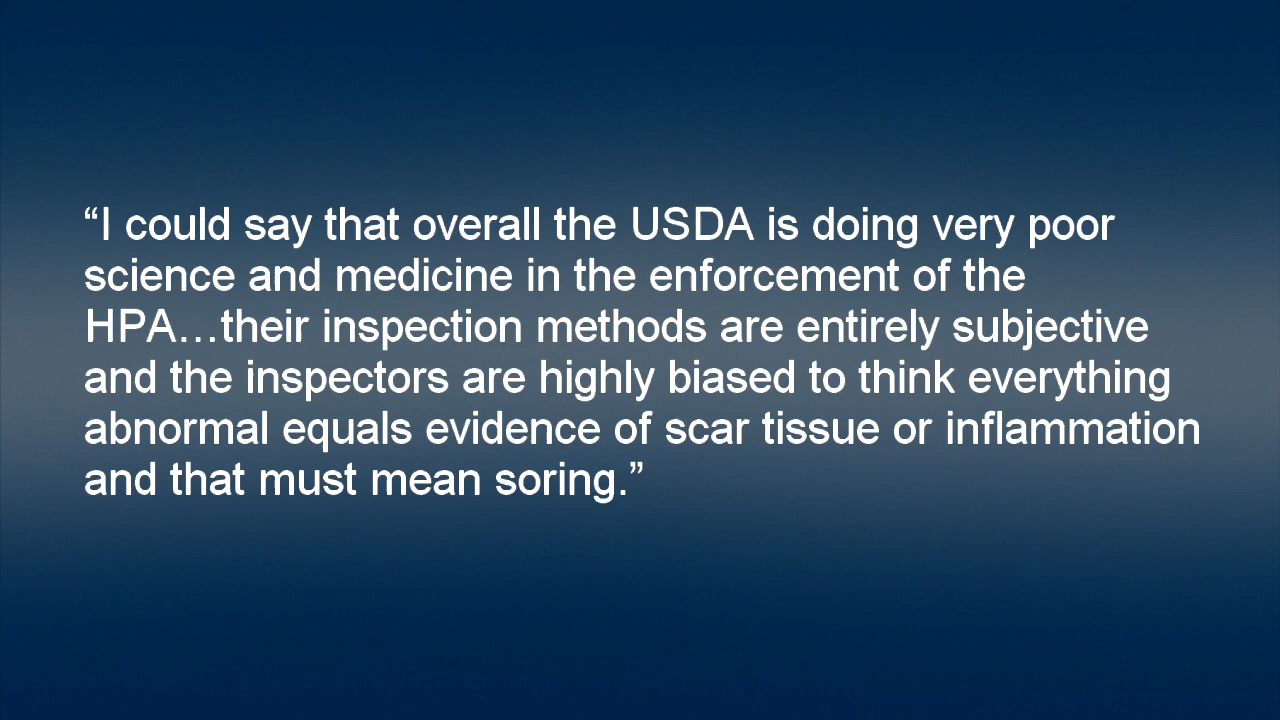 “I could say that overall the USDA is doing very poor
science and medicine in the enforcement of the
HPA…their inspection methods are entirely subjective
and the inspectors are highly biased to think everything
abnormal equals evidence of scar tissue or inflammation
and that must mean soring.”